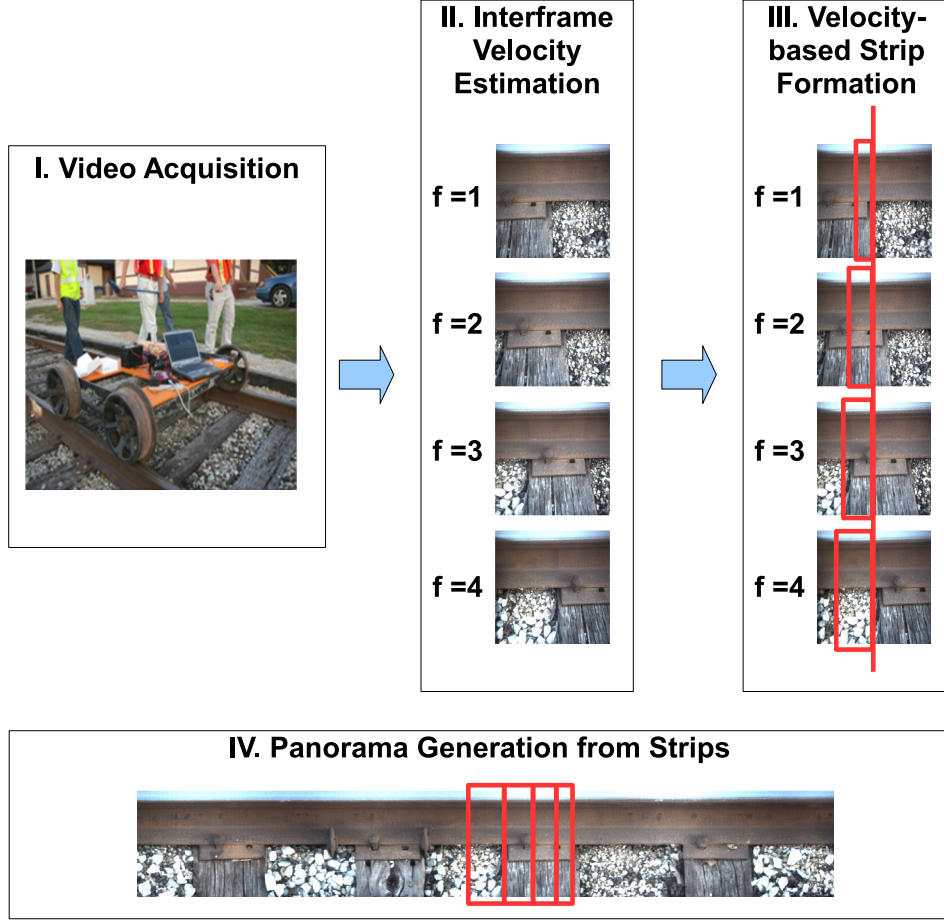 I. Video Acquisition
II. Interframe
Velocity
Estimation
f =1
f =2
f =3
f =4
III. Velocity-
based Strip
Formation
f =1
f =2
f =3
f =4
IV. Panorama Generation from Strips